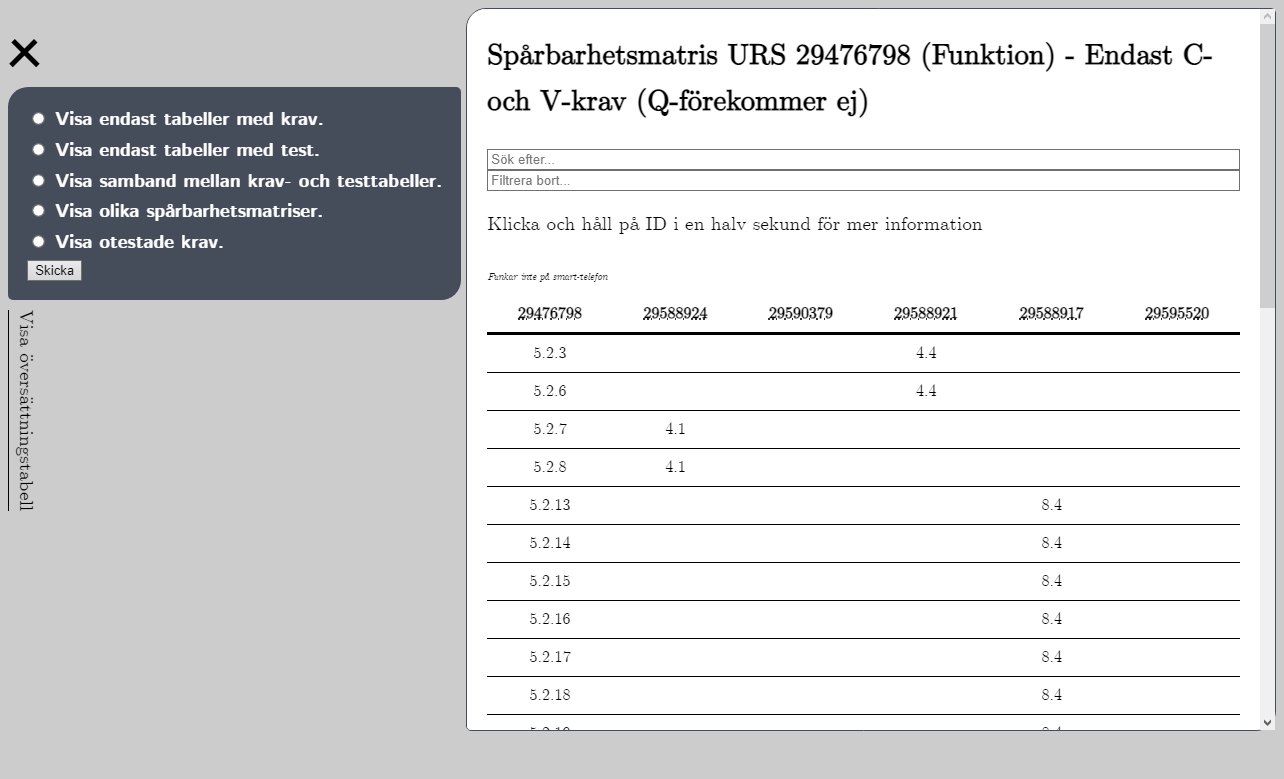 Visa endast tabeller med krav.
Visa endast tabeller med test.
Visa samband mellan krav- och testtabeller.
Visa olika spårbarhetsmatriser.
Visa otestade krav.
Skicka
Visa översättningstabell
Spårbarhetsmatris URS 29476798 (Funktion) - Endast C-
och V-krav (Q-förekommer ej)
Sök efter...
Filtrera bort...
Klicka och håll på ID i en halv sekund för mer information
Funkar inte på smart-telefon
29476798 29588924 29590379 29588921 29588917 29595520
5.2.3 4.4
5.2.6 4.4
5.2.7 4.1
5.2.8 4.1
5.2.13 8.4
5.2.14 8.4
5.2.15 8.4
5.2.16 8.4
5.2.17 8.4
5.2.18 8.4